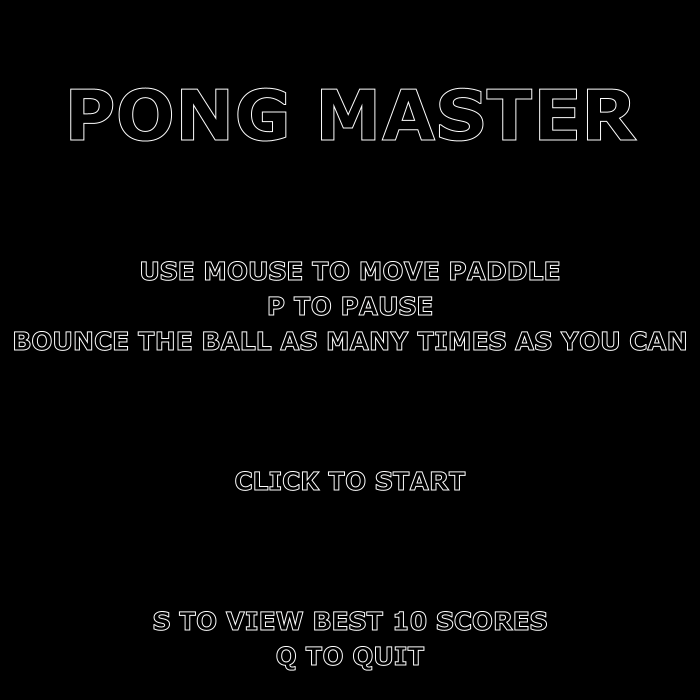 PONG MASTER
USE MOUSE TO MOVE PADDLE
P TO PAUSE
BOUNCE THE BALL AS MANY TIMES AS YOU CAN
CLICK TO START
S TO VIEW BEST 10 SCORES
Q TO QUIT